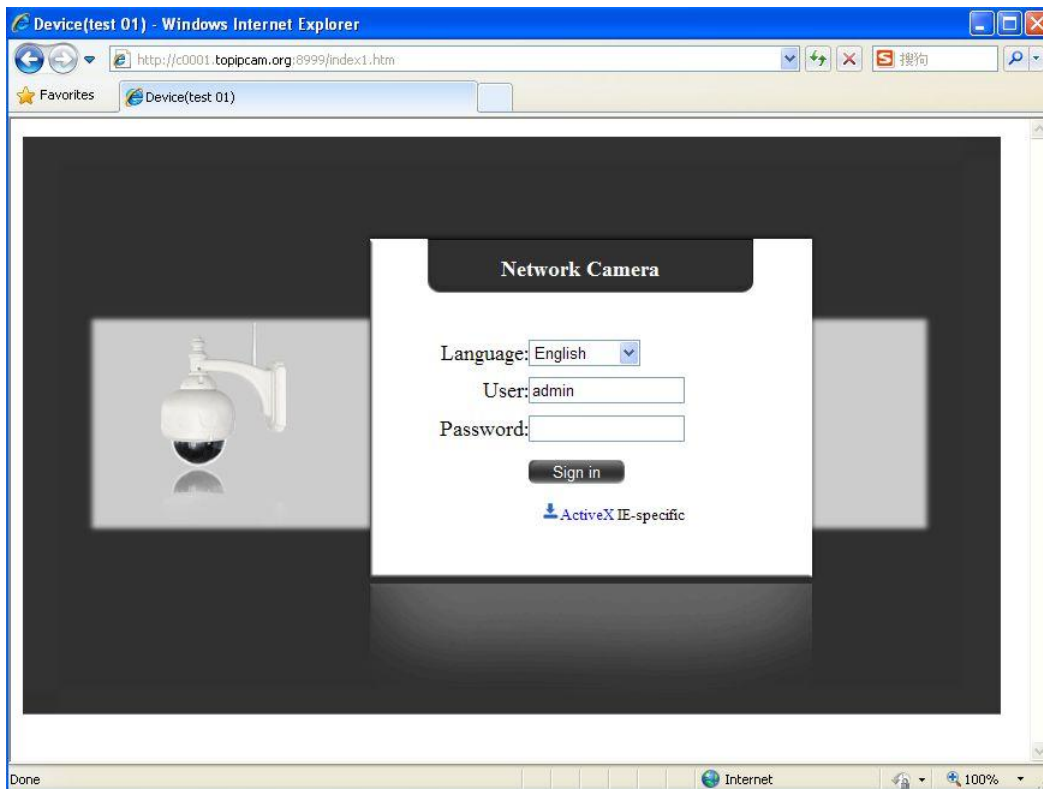 Device(test 01) - Windows Internet Explorer
http://c0001.topipcam.org:8999/index1.htm
搜狗
Favorites
Device(test 01)
Network Camera
Language: English
User: admin
Password:
Sign in
ActiveX IE-specific
Done
Internet
100%